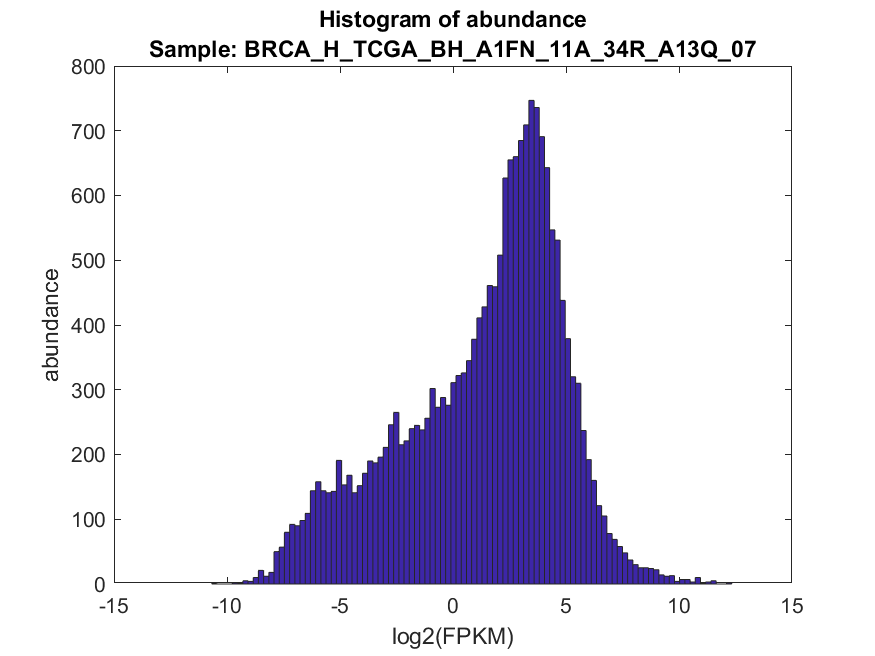 Histogram of abundance
Sample: BRCA_H_TCGA_BH_A1FN_11A_34R_A13Q_07
800
700
600
500
400
300
200
100
0
abundance
-15 -10 -5 0 5 10 15
log2(FPKM)